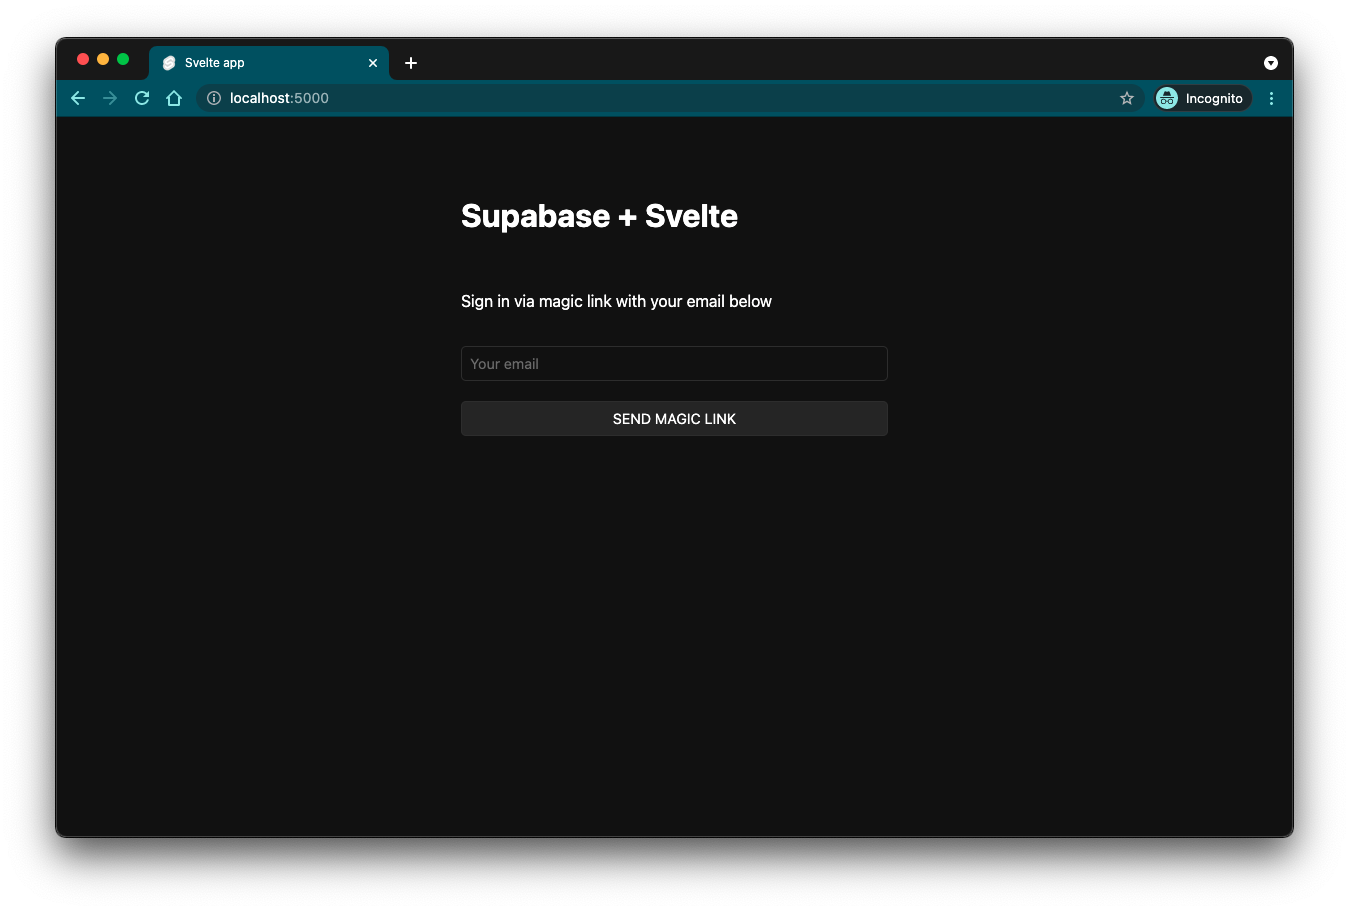 Svelte app
localhost:5000
Incognito
Supabase + Svelte
Sign in via magic link with your email below
Your email
SEND MAGIC LINK